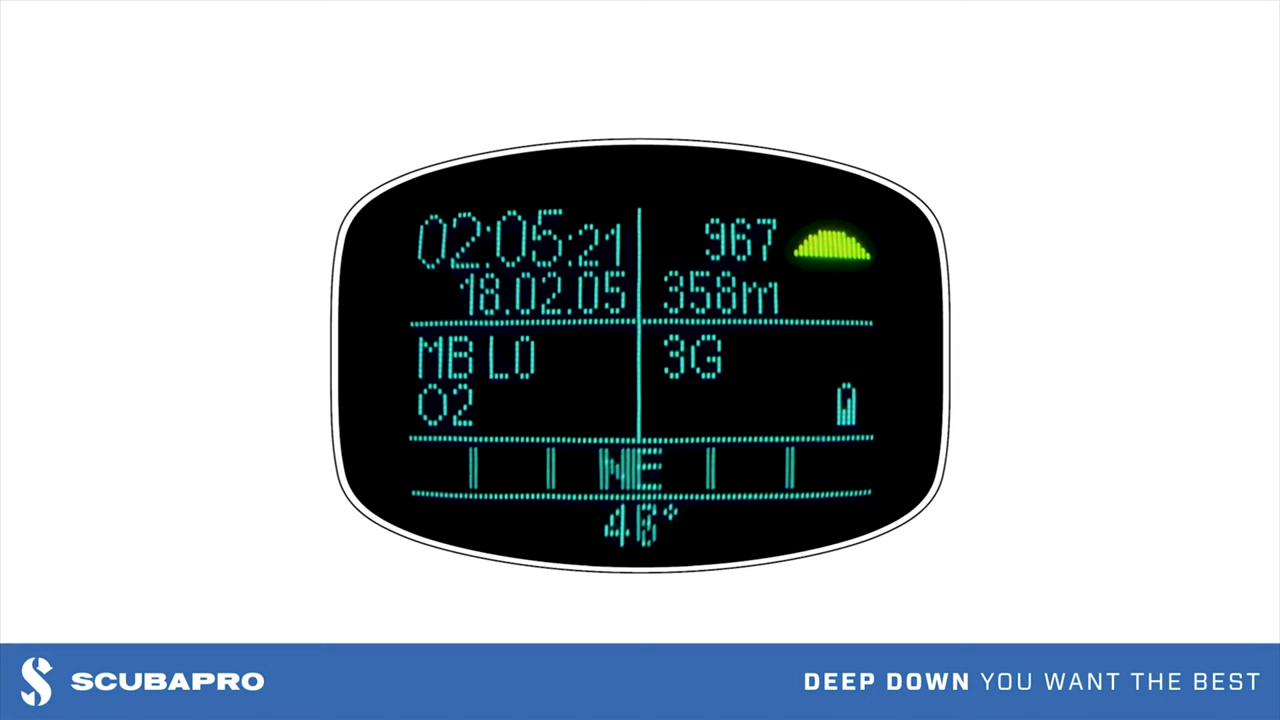 02:05:21
967
18.02.05
358m
MB L0
3G
O2
NE
SCUBAPRO
DEEP DOWN YOU WANT THE BEST